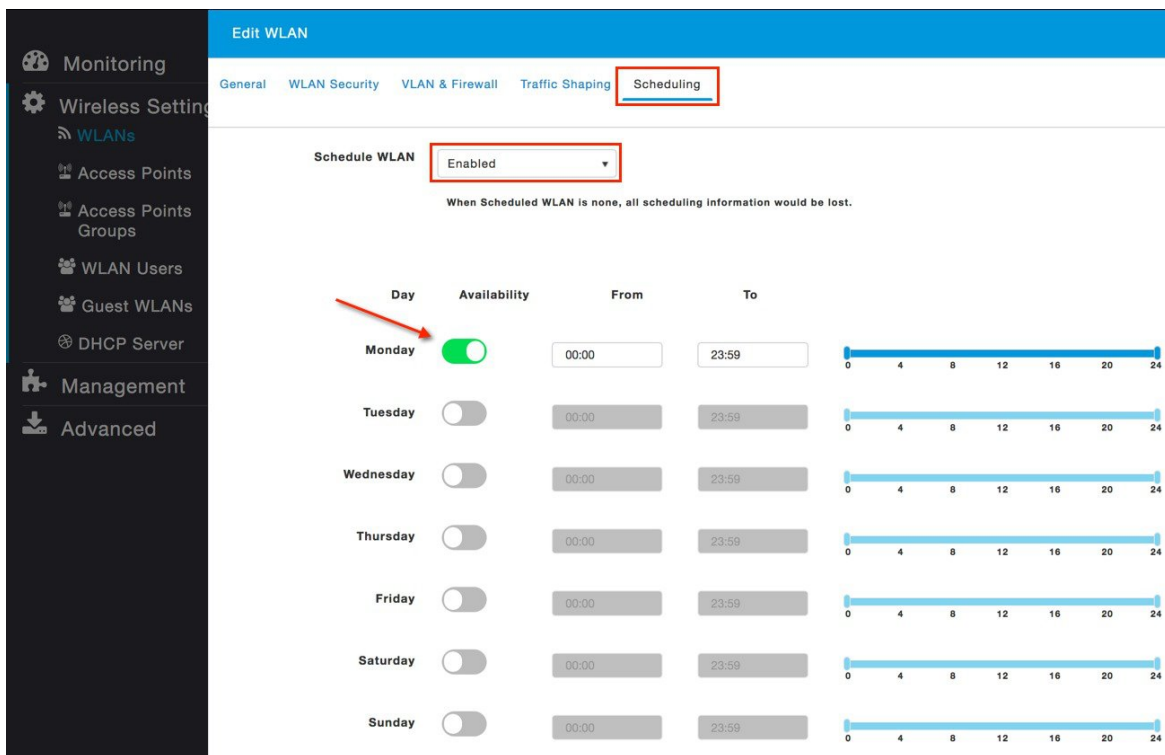 Edit WLAN
Monitoring
Wireless Setting
WLANs
Access Points
Access Points
Groups
WLAN Users
Guest WLANs
DHCP Server
Management
Advanced
General WLAN Security VLAN & Firewall Traffic Shaping Scheduling
Schedule WLAN Enabled
When Scheduled WLAN is none, all scheduling information would be lost.
Day Availability From To
Monday 00:00 23:59
0 4 8 12 16 20 24
Tuesday 00:00 23:59
0 4 8 12 16 20 24
Wednesday 00:00 23:59
0 4 8 12 16 20 24
Thursday 00:00 23:59
0 4 8 12 16 20 24
Friday 00:00 23:59
0 4 8 12 16 20 24
Saturday 00:00 23:59
0 4 8 12 16 20 24
Sunday 00:00 23:59
0 4 8 12 16 20 24